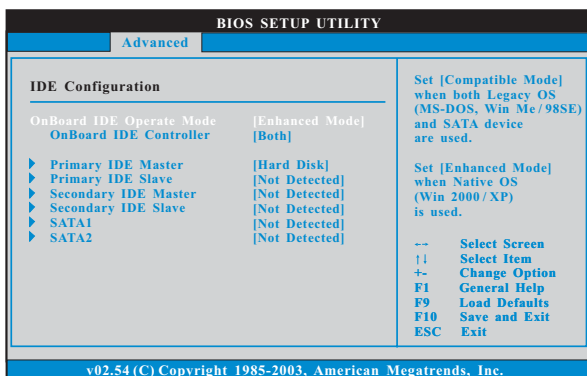 BIOS SETUP UTILITY
Advanced
IDE Configuration
OnBoard IDE Operate Mode [Enhanced Mode]
OnBoard IDE Controller [Both]
Primary IDE Master [Hard Disk]
Primary IDE Slave [Not Detected]
Secondary IDE Master [Not Detected]
Secondary IDE Slave [Not Detected]
SATA1 [Not Detected]
SATA2 [Not Detected]
Set [Compatible Mode]
when both Legacy OS
(MS-DOS, Win Me/98SE)
and SATA device
are used.
Set [Enhanced Mode]
when Native OS
(Win 2000/XP)
is used.
←→ Select Screen
↑↓ Select Item
+- Change Option
F1 General Help
F9 Load Defaults
F10 Save and Exit
ESC Exit
v02.54 (C) Copyright 1985-2003, American Megatrends, Inc.